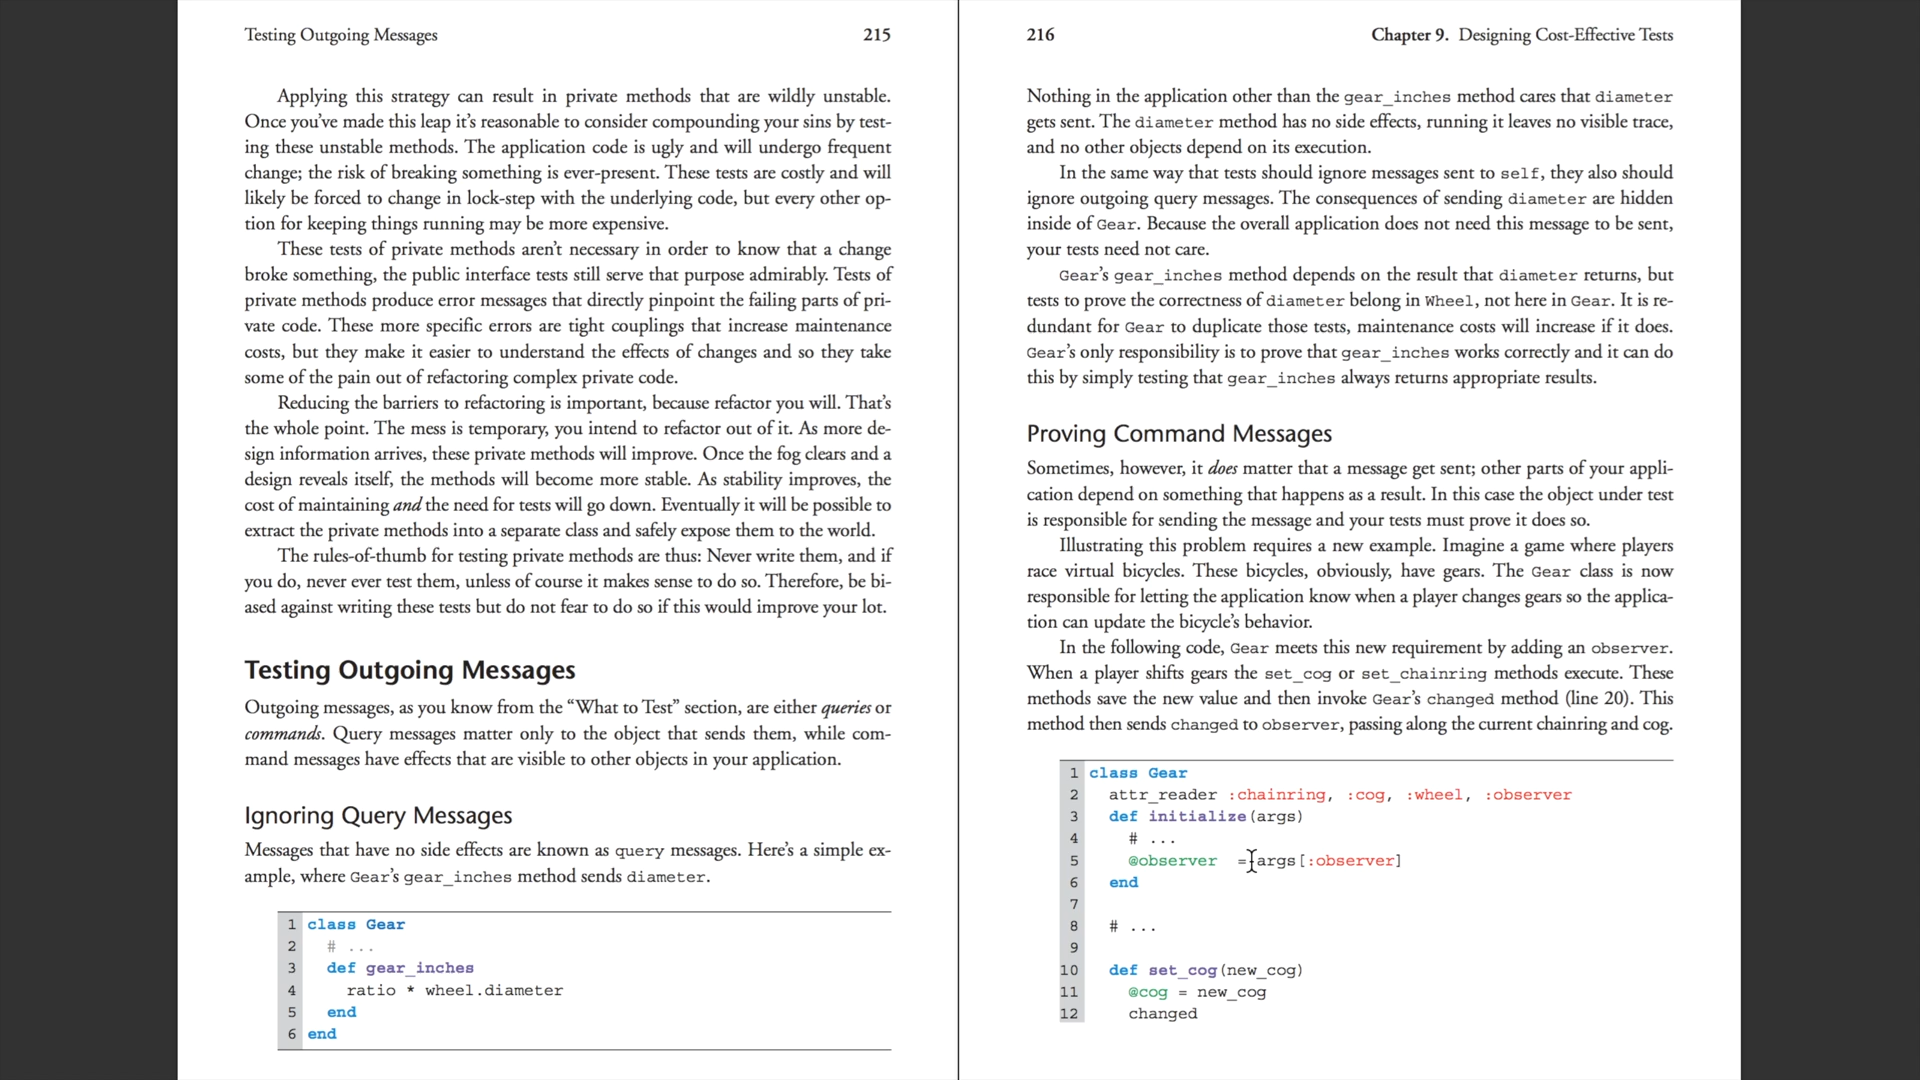 Testing Outgoing Messages 215
Applying this strategy can result in private methods that are wildly unstable.
Once you’ve made this leap it’s reasonable to consider compounding your sins by test-
ing these unstable methods. The application code is ugly and will undergo frequent
change; the risk of breaking something is ever-present. These tests are costly and will
likely be forced to change in lock-step with the underlying code, but every other op-
tion for keeping things running may be more expensive.
These tests of private methods aren’t necessary in order to know that a change
broke something, the public interface tests still serve that purpose admirably. Tests of
private methods produce error messages that directly pinpoint the failing parts of pri-
vate code. These more specific errors are tight couplings that increase maintenance
costs, but they make it easier to understand the effects of changes and so they take
some of the pain out of refactoring complex private code.
Reducing the barriers to refactoring is important, because refactor you will. That’s
the whole point. The mess is temporary, you intend to refactor out of it. As more de-
sign information arrives, these private methods will improve. Once the fog clears and a
design reveals itself, the methods will become more stable. As stability improves, the
cost of maintaining and the need for tests will go down. Eventually it will be possible to
extract the private methods into a separate class and safely expose them to the world.
The rules-of-thumb for testing private methods are thus: Never write them, and if
you do, never ever test them, unless of course it makes sense to do so. Therefore, be bi-
ased against writing these tests but do not fear to do so if this would improve your lot.
Testing Outgoing Messages
Outgoing messages, as you know from the “What to Test” section, are either queries or
commands. Query messages matter only to the object that sends them, while com-
mand messages have effects that are visible to other objects in your application.
Ignoring Query Messages
Messages that have no side effects are known as query messages. Here’s a simple ex-
ample, where Gear’s gear_inches method sends diameter.
1 class Gear
2 # ...
3 def gear_inches
4 ratio * wheel.diameter
5 end
6 end
216 Chapter 9. Designing Cost-Effective Tests
Nothing in the application other than the gear_inches method cares that diameter
gets sent. The diameter method has no side effects, running it leaves no visible trace,
and no other objects depend on its execution.
In the same way that tests should ignore messages sent to self, they also should
ignore outgoing query messages. The consequences of sending diameter are hidden
inside of Gear. Because the overall application does not need this message to be sent,
your tests need not care.
Gear’s gear_inches method depends on the result that diameter returns, but
tests to prove the correctness of diameter belong in Wheel, not here in Gear. It is re-
dundant for Gear to duplicate those tests, maintenance costs will increase if it does.
Gear’s only responsibility is to prove that gear_inches works correctly and it can do
this by simply testing that gear_inches always returns appropriate results.
Proving Command Messages
Sometimes, however, it does matter that a message get sent; other parts of your appli-
cation depend on something that happens as a result. In this case the object under test
is responsible for sending the message and your tests must prove it does so.
Illustrating this problem requires a new example. Imagine a game where players
race virtual bicycles. These bicycles, obviously, have gears. The Gear class is now
responsible for letting the application know when a player changes gears so the applica-
tion can update the bicycle’s behavior.
In the following code, Gear meets this new requirement by adding an observer.
When a player shifts gears the set_cog or set_chainring methods execute. These
methods save the new value and then invoke Gear’s changed method (line 20). This
method then sends changed to observer, passing along the current chainring and cog.
1 class Gear
2 attr_reader :chainring, :cog, :wheel, :observer
3 def initialize(args)
4 # ...
5 @observer = args[:observer]
6 end
7
8 # ...
9
10 def set_cog(new_cog)
11 @cog = new_cog
12 changed